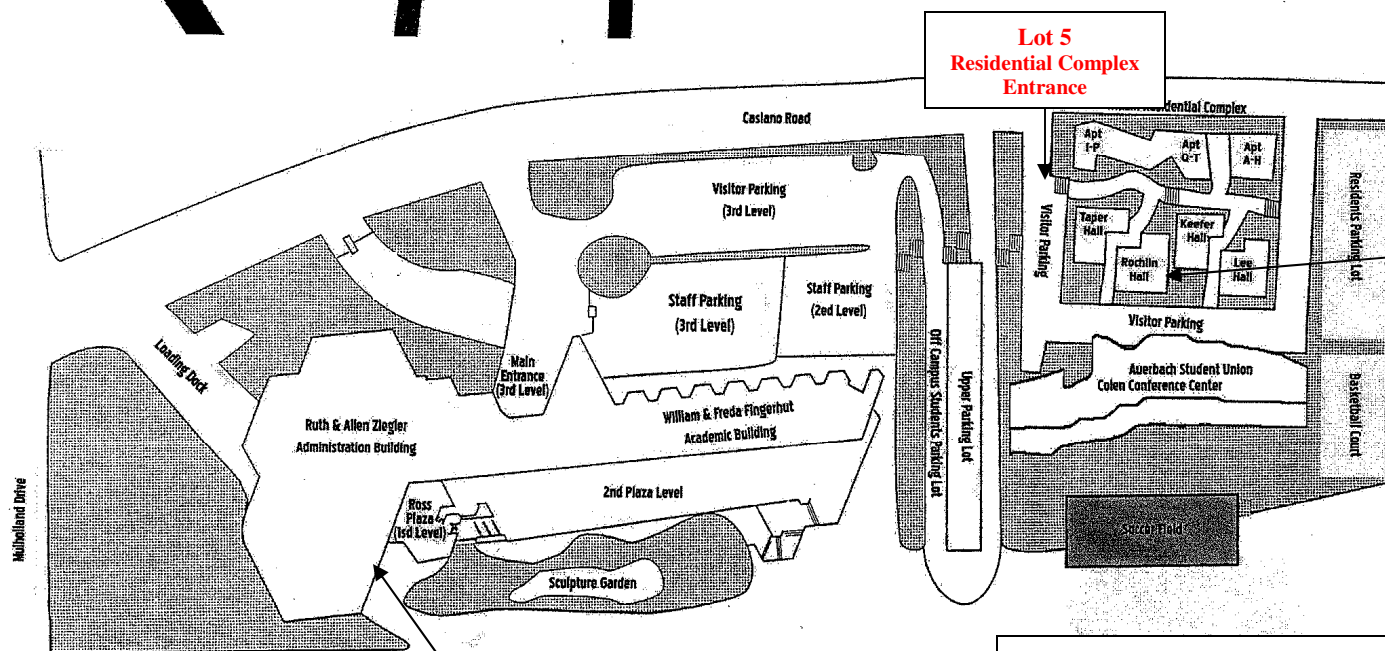 Lot 5
Residential Complex
Entrance
Residential Complex
Casiano Road
Apt
I-P
Apt
Q-T
Apt
A-H
Visitor Parking
(3rd Level)
Residents Parking Lot
Visitor Parking
Taper
Hall
Keefer
Hall
Rochlin
Hall
Lee
Hall
Staff Parking
(3rd Level)
Staff Parking
(2ed Level)
Visitor Parking
Loading Dock
Main
Entrance
(3rd Level)
Off Campus Students Parking Lot
Upper Parking Lot
Auerbach Student Union
Colen Conference Center
Basketball Court
Ruth & Allen Ziegler
Administration Building
William & Freda Fingerhut
Academic Building
2nd Plaza Level
Ross
Plaza
(1sd Level)
Mulholland Drive
Soccer Field
Sculpture Garden